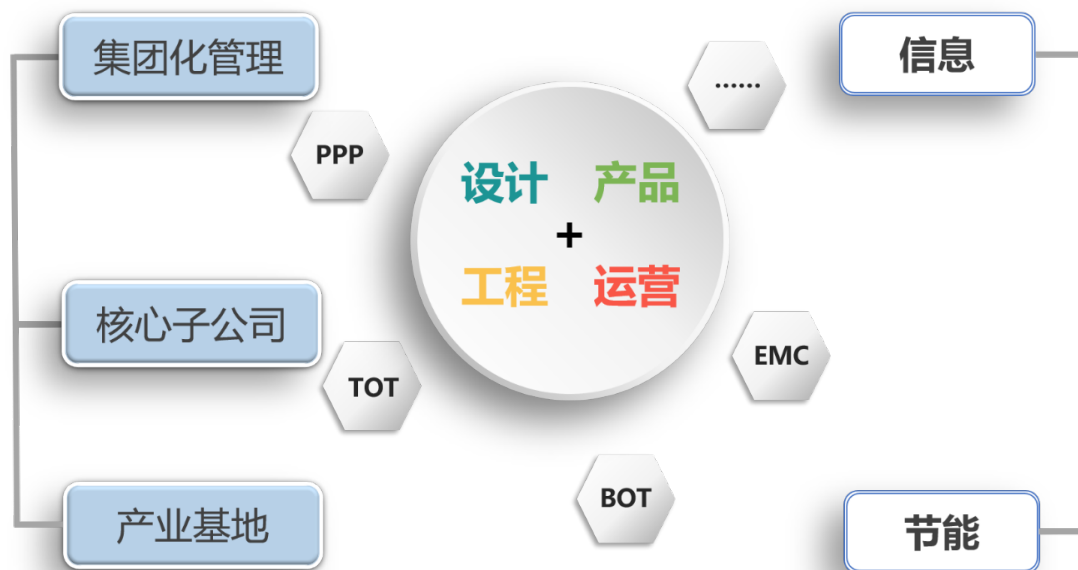 集团化管理
信息
……
PPP
设计 产品
+
工程 运营
核心子公司
EMC
TOT
BOT
产业基地
节能